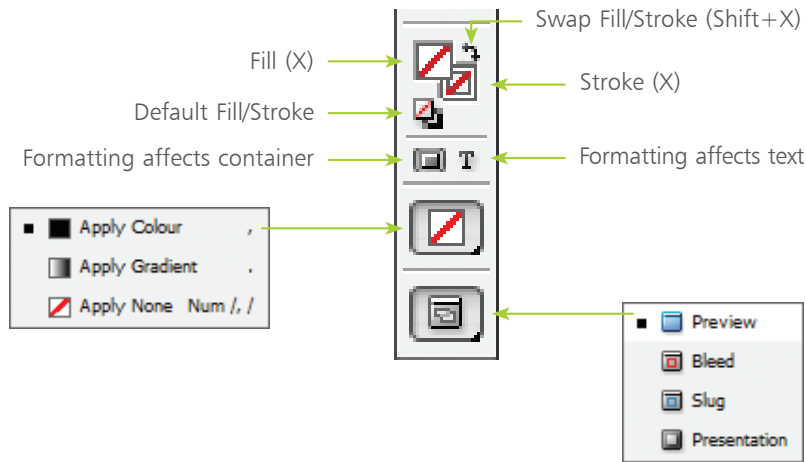 Swap Fill/Stroke (Shift+X)
Fill (X)
Stroke (X)
Default Fill/Stroke
Formatting affects container
T
Formatting affects text
Apply Colour ,
Apply Gradient .
Apply None Num /, /
Preview
Bleed
Slug
Presentation